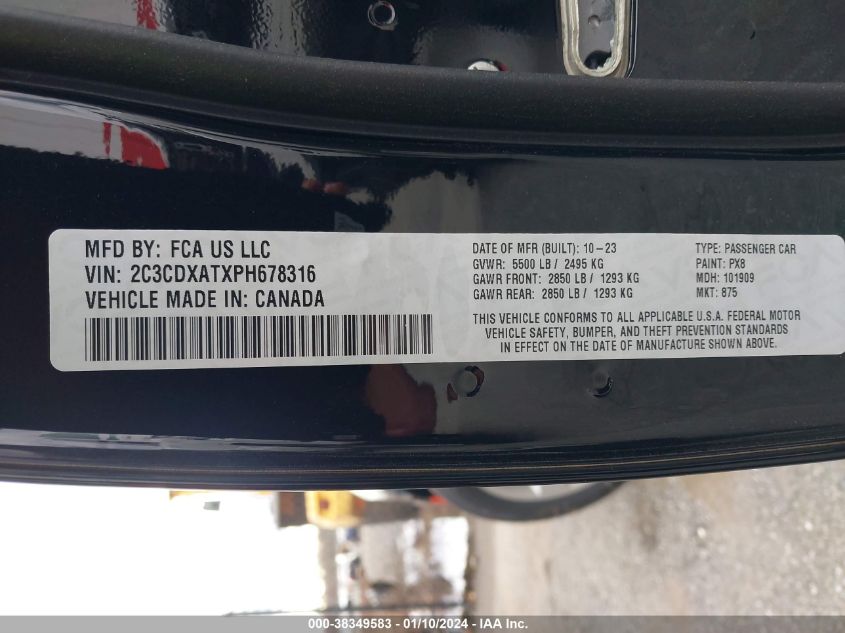 MFD BY: FCA US LLC
VIN: 2C3CDXATXPH678316
VEHICLE MADE IN: CANADA
DATE OF MFR (BUILT): 10-23
GVWR: 5500 LB / 2495 KG
GAWR FRONT: 2850 LB / 1293 KG
GAWR REAR: 2850 LB / 1293 KG
TYPE: PASSENGER CAR
PAINT: PX8
MDH: 101909
MKT: 875
THIS VEHICLE CONFORMS TO ALL APPLICABLE U.S.A. FEDERAL MOTOR
VEHICLE SAFETY, BUMPER, AND THEFT PREVENTION STANDARDS
IN EFFECT ON THE DATE OF MANUFACTURE SHOWN ABOVE.
000-38349583 - 01/10/2024 - IAA Inc.